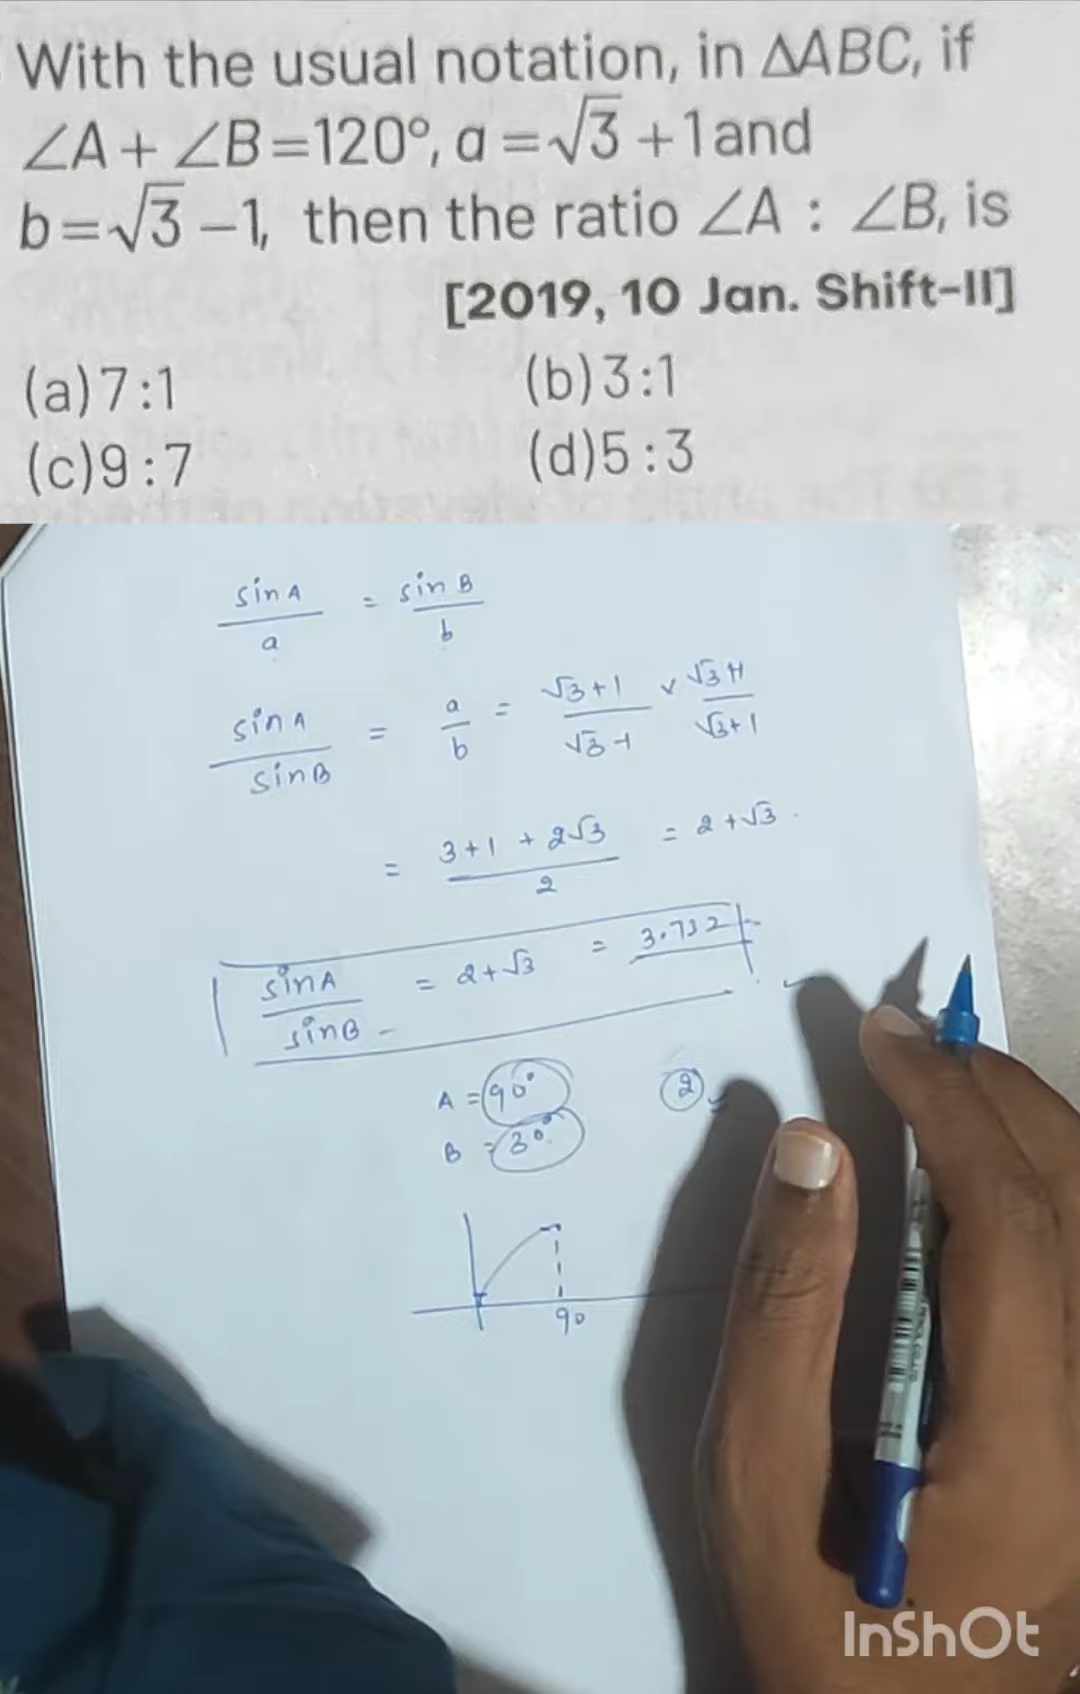 With the usual notation, in ΔABC, if
∠A + ∠B = 120°, a = √3 + 1 and
b = √3 – 1, then the ratio ∠A : ∠B, is
[2019, 10 Jan. Shift-II]
(a) 7 : 1 (b) 3 : 1
(c) 9 : 7 (d) 5 : 3
sin A / a = sin B / b
sin A / sin B = a / b = √3+1 / √3-1 × √3+1 / √3+1
= 3+1+2√3 / 2 = 2+√3.
sin A / sin B = 2+√3 = 3.732
A = 90° 2
B = 30°
90
InShOt